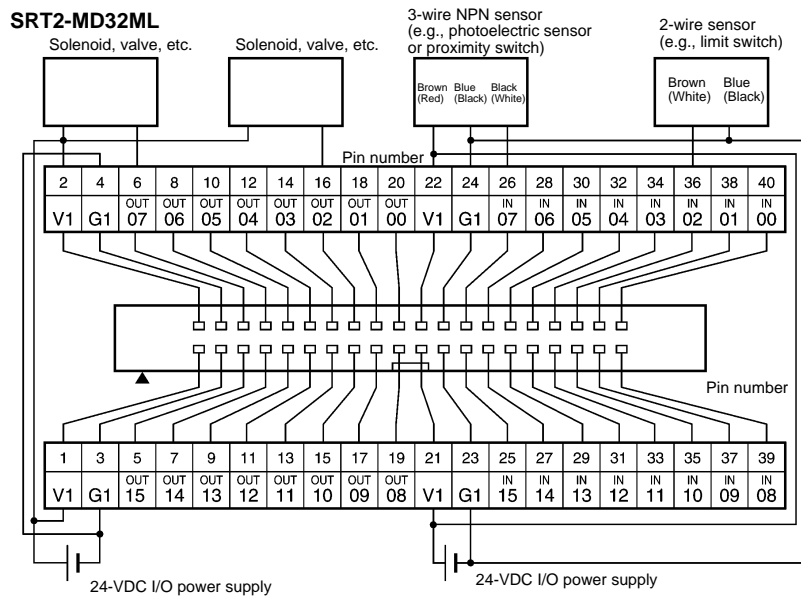 SRT2-MD32ML
Solenoid, valve, etc.
Solenoid, valve, etc.
3-wire NPN sensor
(e.g., photoelectric sensor
or proximity switch)
2-wire sensor
(e.g., limit switch)
Brown Blue Black
(Red) (Black) (White)
Brown Blue
(White) (Black)
Pin number
2 4 6 8 10 12 14 16 18 20 22 24 26 28 30 32 34 36 38 40
OUT OUT OUT OUT OUT OUT OUT OUT IN IN IN IN IN IN IN IN
V1 G1 07 06 05 04 03 02 01 00 V1 G1 07 06 05 04 03 02 01 00
Pin number
1 3 5 7 9 11 13 15 17 19 21 23 25 27 29 31 33 35 37 39
OUT OUT OUT OUT OUT OUT OUT OUT IN IN IN IN IN IN IN IN
V1 G1 15 14 13 12 11 10 09 08 V1 G1 15 14 13 12 11 10 09 08
24-VDC I/O power supply
24-VDC I/O power supply